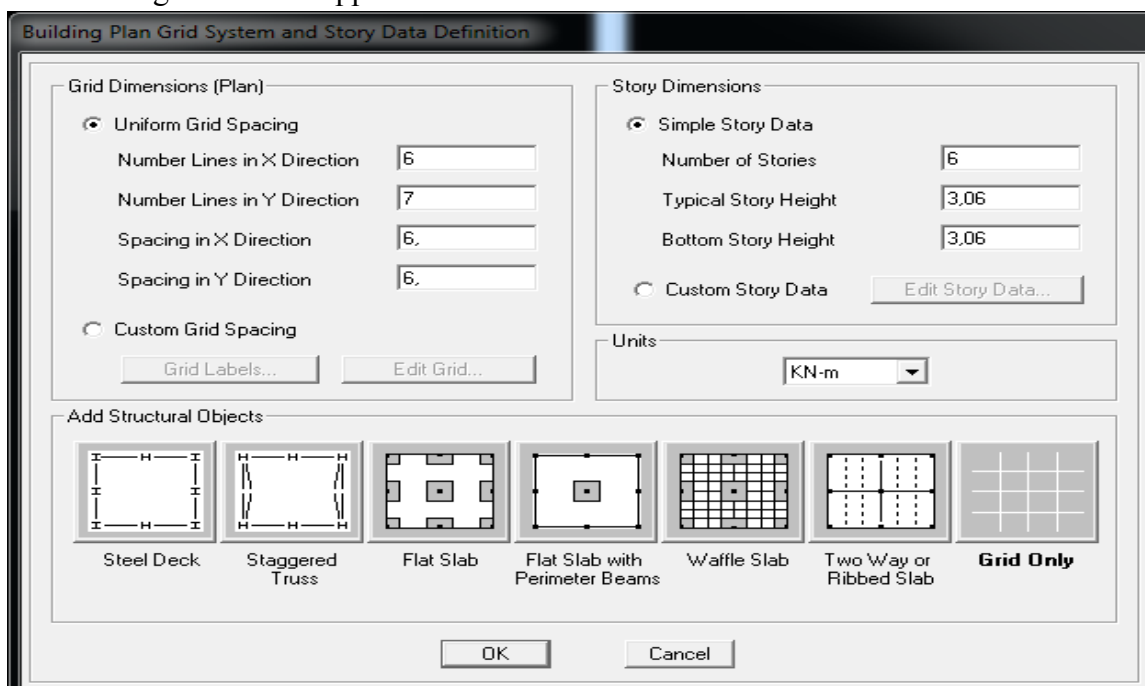 Building Plan Grid System and Story Data Definition
Grid Dimensions (Plan)
Uniform Grid Spacing
Number Lines in X Direction 6
Number Lines in Y Direction 7
Spacing in X Direction 6,
Spacing in Y Direction 6,
Custom Grid Spacing
Grid Labels... Edit Grid...
Story Dimensions
Simple Story Data
Number of Stories 6
Typical Story Height 3,06
Bottom Story Height 3,06
Custom Story Data Edit Story Data...
Units
KN-m
Add Structural Objects
Steel Deck
Staggered
Truss
Flat Slab
Flat Slab with
Perimeter Beams
Waffle Slab
Two Way or
Ribbed Slab
Grid Only
OK Cancel